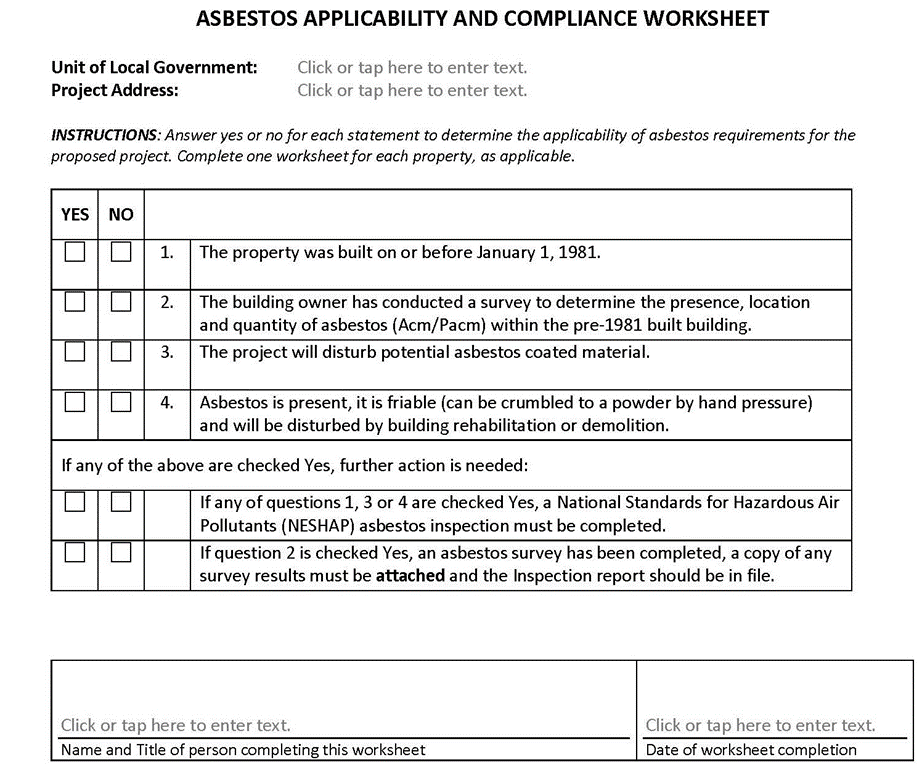 ASBESTOS APPLICABILITY AND COMPLIANCE WORKSHEET
Unit of Local Government: Click or tap here to enter text.
Project Address: Click or tap here to enter text.
INSTRUCTIONS: Answer yes or no for each statement to determine the applicability of asbestos requirements for the
proposed project. Complete one worksheet for each property, as applicable.
YES NO
1. The property was built on or before January 1, 1981.
2. The building owner has conducted a survey to determine the presence, location
and quantity of asbestos (Acm/Pacm) within the pre-1981 built building.
3. The project will disturb potential asbestos coated material.
4. Asbestos is present, it is friable (can be crumbled to a powder by hand pressure)
and will be disturbed by building rehabilitation or demolition.
If any of the above are checked Yes, further action is needed:
If any of questions 1, 3 or 4 are checked Yes, a National Standards for Hazardous Air
Pollutants (NESHAP) asbestos inspection must be completed.
If question 2 is checked Yes, an asbestos survey has been completed, a copy of any
survey results must be attached and the Inspection report should be in file.
Click or tap here to enter text. Click or tap here to enter text.
Name and Title of person completing this worksheet Date of worksheet completion